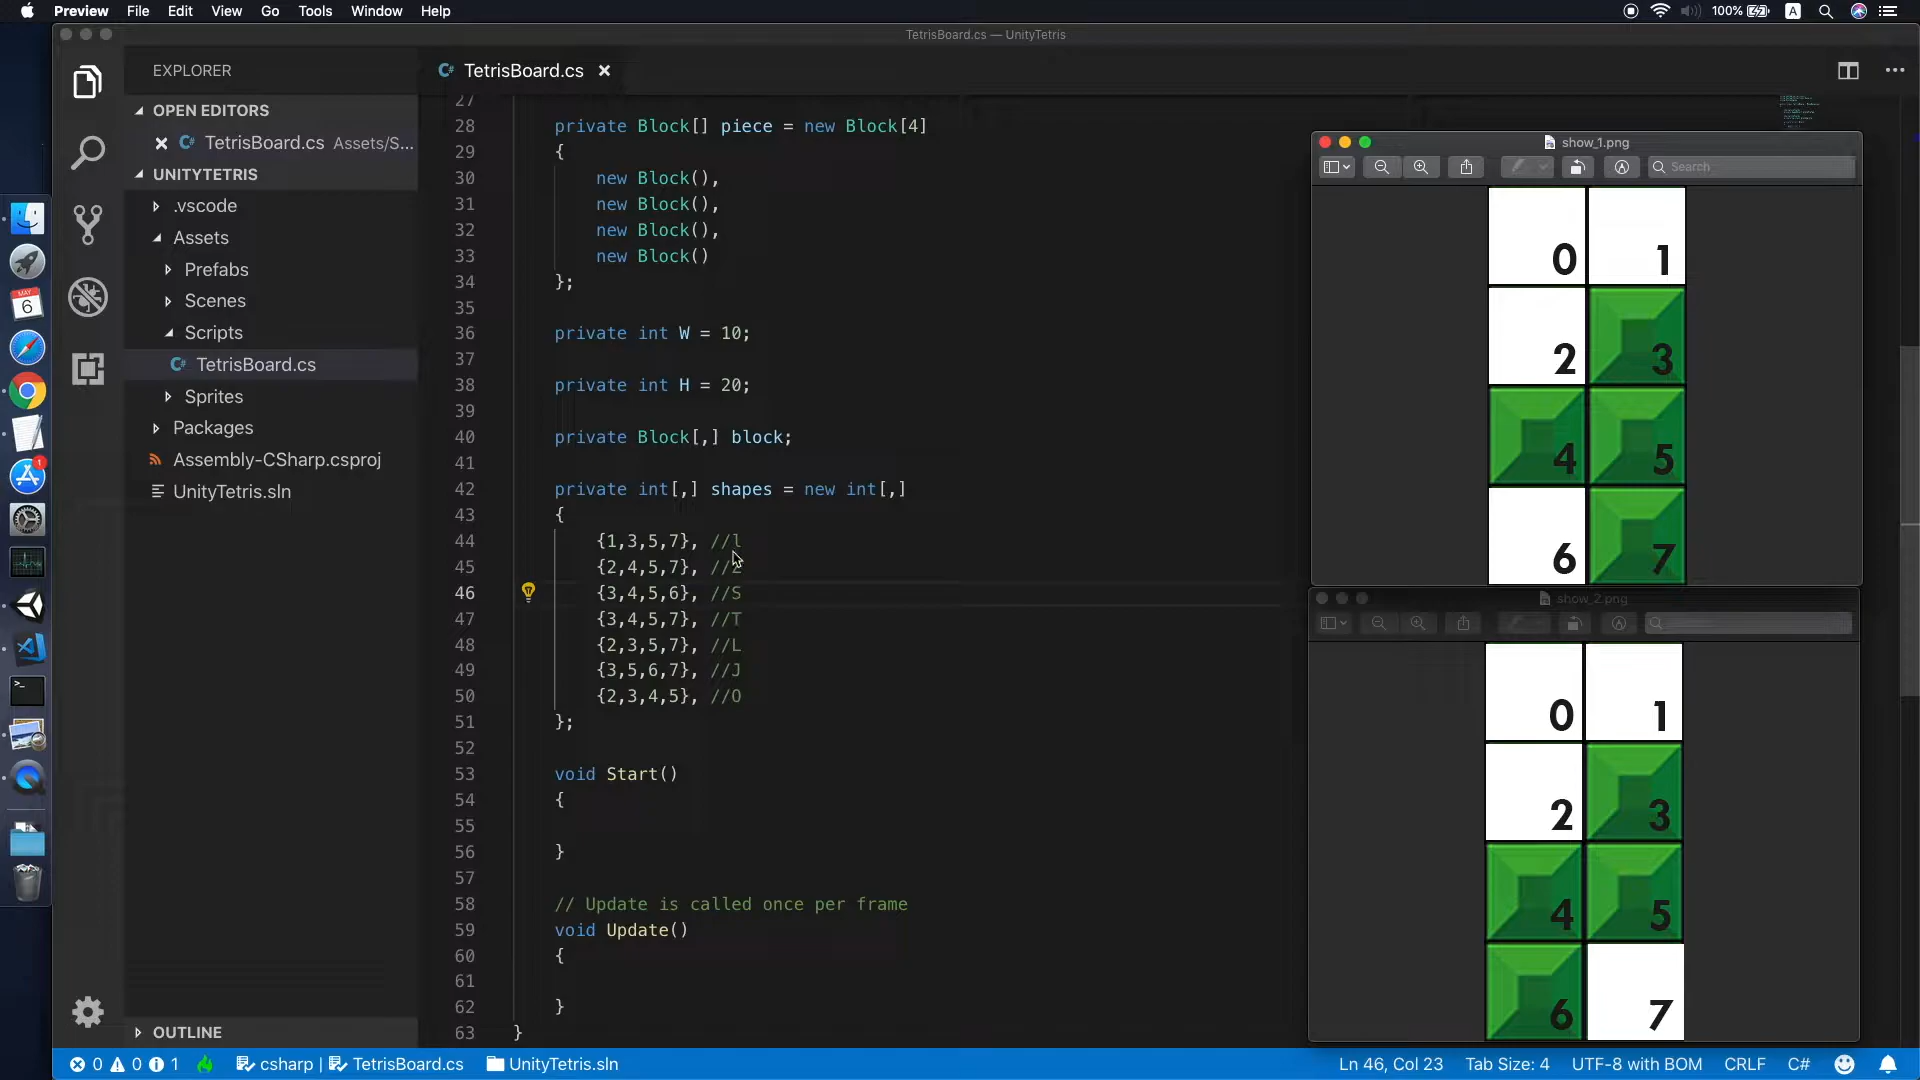 Preview File Edit View Go Tools Window Help
100% A
TetrisBoard.cs — UnityTetris
EXPLORER
OPEN EDITORS
TetrisBoard.cs Assets/S...
UNITYTETRIS
.vscode
Assets
Prefabs
Scenes
Scripts
TetrisBoard.cs
Sprites
Packages
Assembly-CSharp.csproj
UnityTetris.sln
OUTLINE
TetrisBoard.cs
27
28 private Block[] piece = new Block[4]
29 {
30 new Block(),
31 new Block(),
32 new Block(),
33 new Block()
34 };
35
36 private int W = 10;
37
38 private int H = 20;
39
40 private Block[,] block;
41
42 private int[,] shapes = new int[,]
43 {
44 {1,3,5,7}, //l
45 {2,4,5,7}, //Z
46 {3,4,5,6}, //S
47 {3,4,5,7}, //T
48 {2,3,5,7}, //L
49 {3,5,6,7}, //J
50 {2,3,4,5}, //O
51 };
52
53 void Start()
54 {
55
56 }
57
58 // Update is called once per frame
59 void Update()
60 {
61
62 }
63 }
show_1.png
Search
0 1
2 3
4 5
6 7
show_2.png
0 1
2 3
4 5
6 7
MAY
6
1
0 0 1 csharp | TetrisBoard.cs UnityTetris.sln
Ln 46, Col 23 Tab Size: 4 UTF-8 with BOM CRLF C#